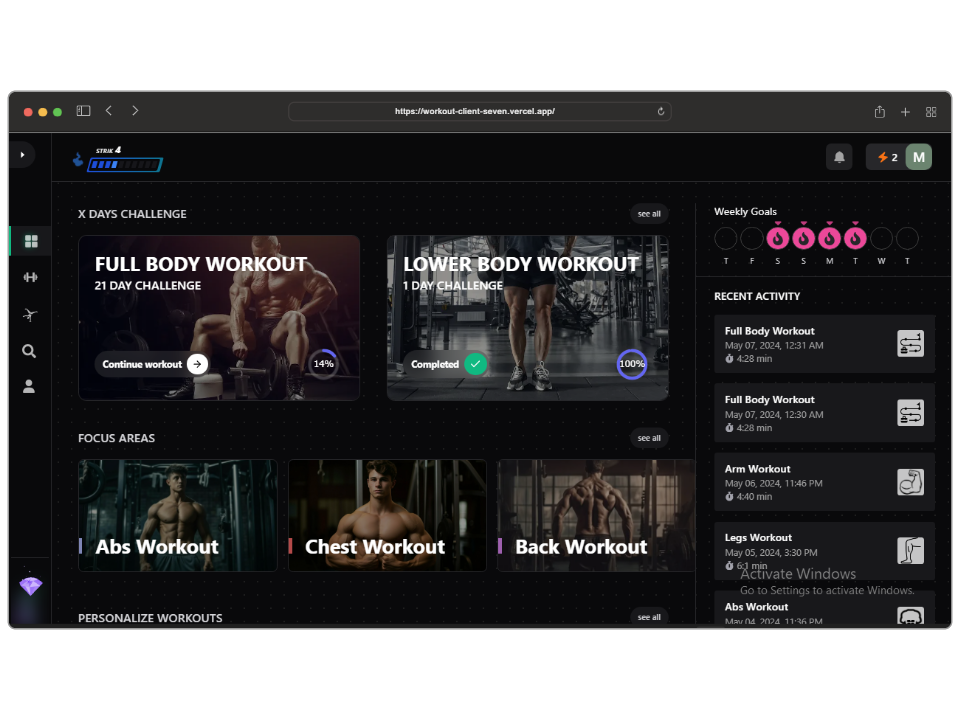 https://workout-client-seven.vercel.app/
STRIK 4
2
M
X DAYS CHALLENGE
see all
FULL BODY WORKOUT
21 DAY CHALLENGE
Continue workout
14%
LOWER BODY WORKOUT
1 DAY CHALLENGE
Completed
100%
FOCUS AREAS
see all
Abs Workout
Chest Workout
Back Workout
PERSONALIZE WORKOUTS
see all
Weekly Goals
T F S S M T W T
RECENT ACTIVITY
Full Body Workout
May 07, 2024, 12:31 AM
4:28 min
Full Body Workout
May 07, 2024, 12:30 AM
4:28 min
Arm Workout
May 06, 2024, 11:46 PM
4:40 min
Legs Workout
May 05, 2024, 3:30 PM
6:1 min
Activate Windows
Go to Settings to activate Windows.
Abs Workout
May 04, 2024, 11:36 PM